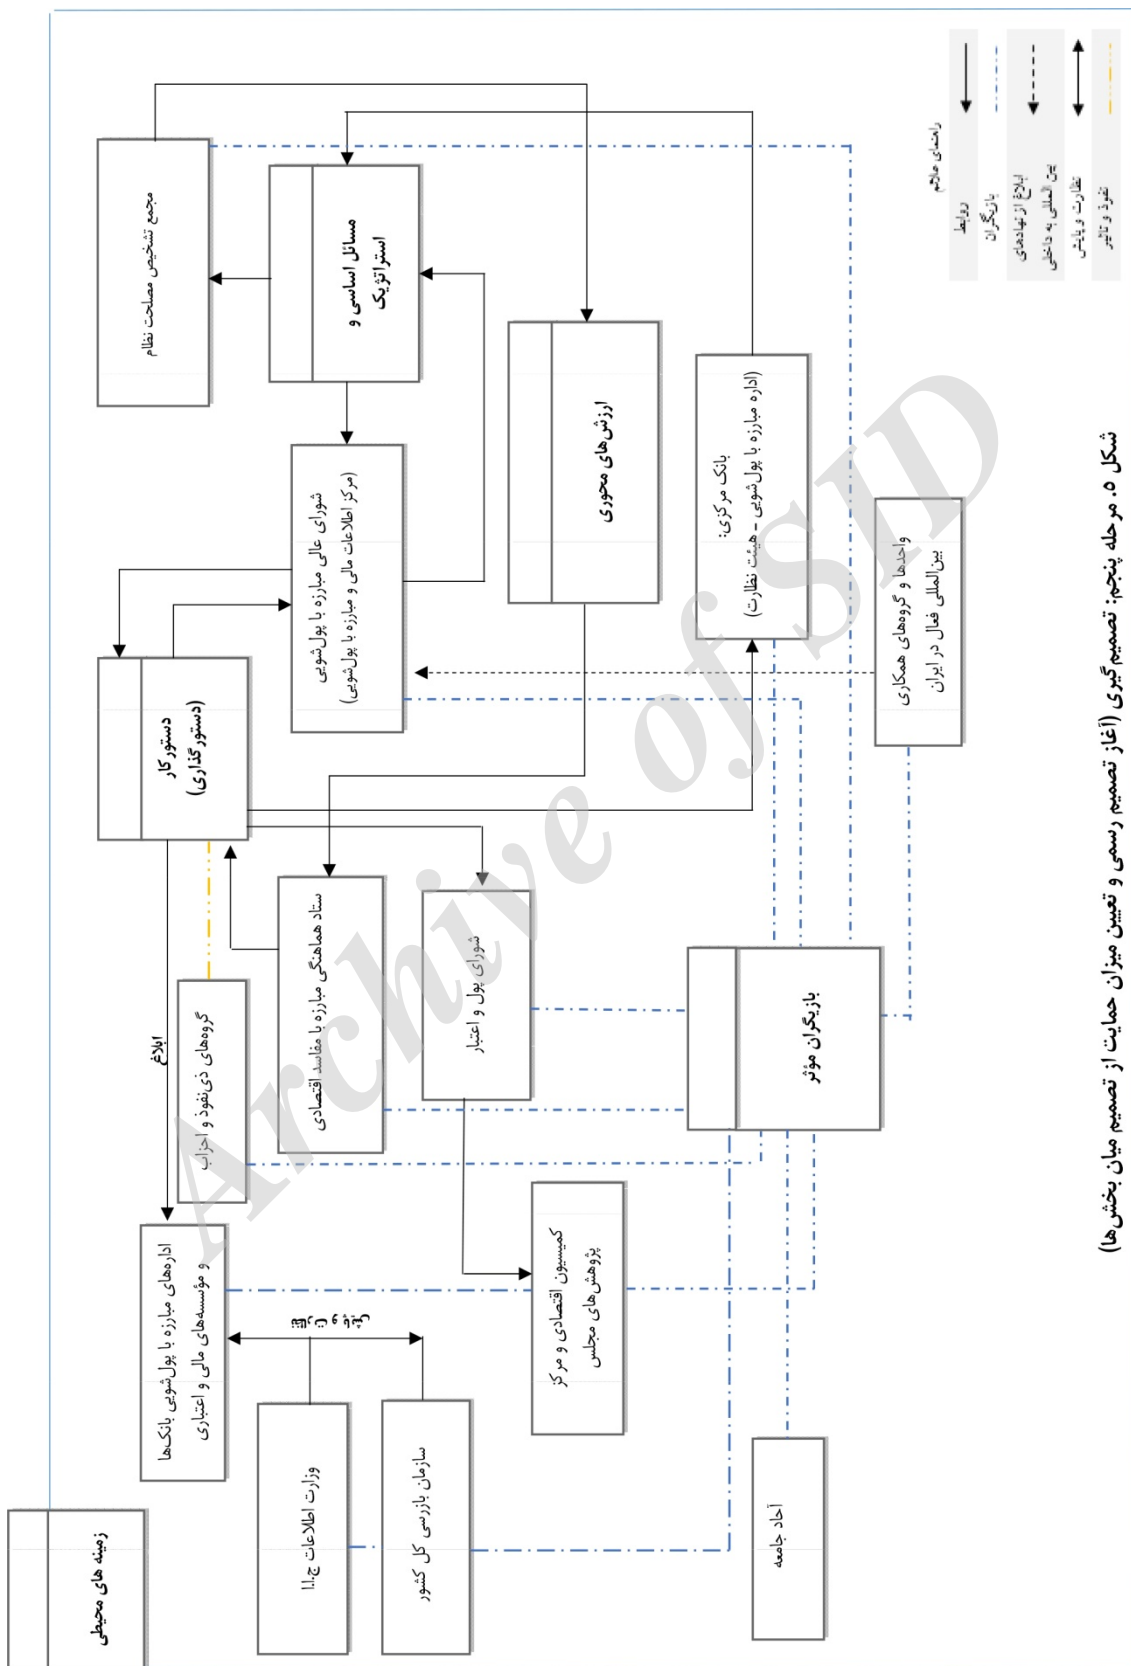 زمینه های محیطی
مجمع تشخیص مصلحت نظام
مسائل اساسی و
استراتژیک
ارزش‌های محوری
شورای عالی مبارزه با پول‌شویی
(مرکز اطلاعات مالی و مبارزه با پول‌شویی)
بانک مرکزی:
(اداره مبارزه با پول‌شویی - هیئت نظارت)
دستورکار
(دستورگذاری)
واحدها و گروه‌های همکاری
بین‌المللی فعال در ایران
ستاد هماهنگی مبارزه با مفاسد اقتصادی
شورای پول و اعتبار
گروه‌های ذی‌نفوذ و احزاب
ابلاغ
بازیگران مؤثر
اداره‌های مبارزه با پول‌شویی بانک‌ها
و مؤسسه‌های مالی و اعتباری
کمیسیون اقتصادی و مرکز
پژوهش‌های مجلس
وزارت اطلاعات ج.ا.ا
سازمان بازرسی کل کشور
آحاد جامعه
راهنمای علائم
روابط
بازیگران
ابلاغ از نهادهای
بین المللی به داخلی
نظارت و پایش
نفوذ و تاثیر
شکل ۵. مرحله پنجم: تصمیم‌گیری (آغاز تصمیم رسمی و تعیین میزان حمایت از تصمیم میان بخش‌ها)
Archive of SID